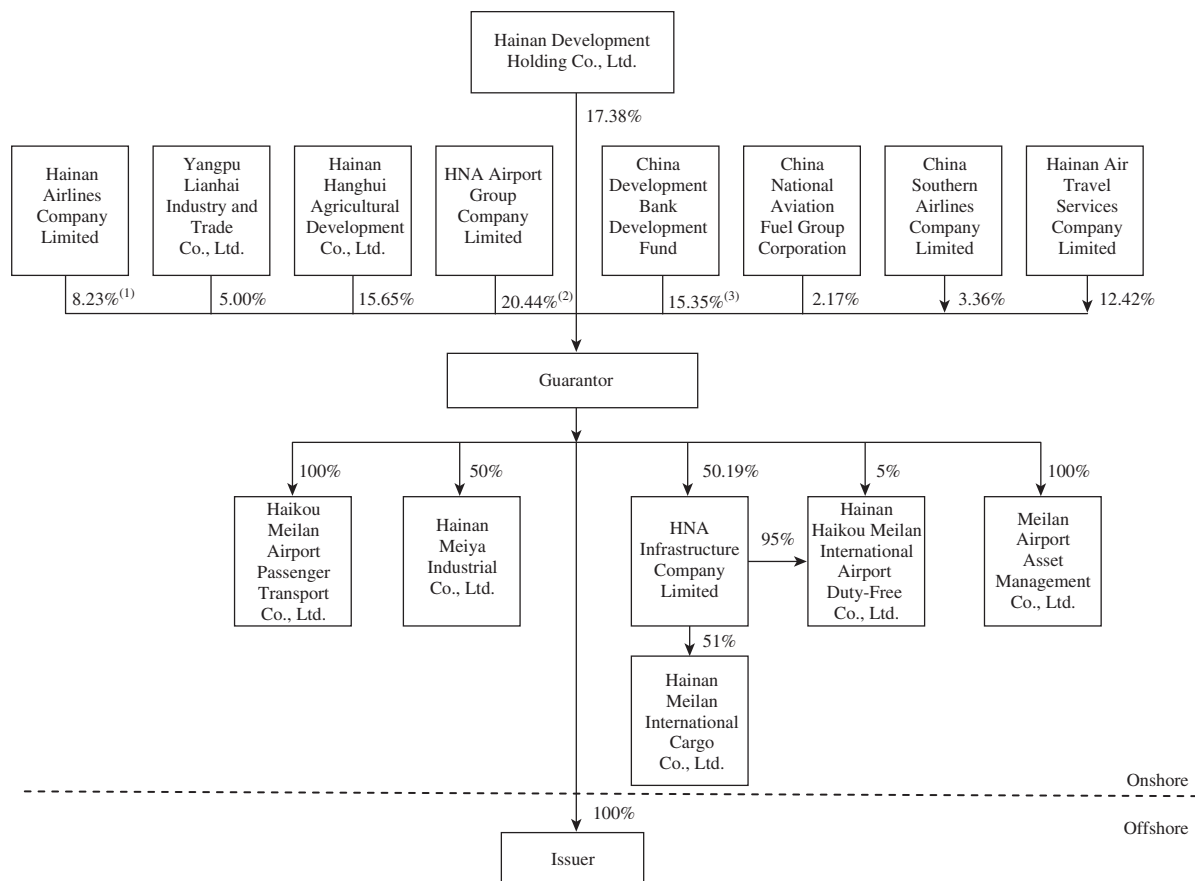 Hainan Development
Holding Co., Ltd.
17.38%
Hainan
Airlines
Company
Limited
Yangpu
Lianhai
Industry and
Trade
Co., Ltd.
Hainan
Hanghui
Agricultural
Development
Co., Ltd.
HNA Airport
Group
Company
Limited
China
Development
Bank
Development
Fund
China
National
Aviation
Fuel Group
Corporation
China
Southern
Airlines
Company
Limited
Hainan Air
Travel
Services
Company
Limited
8.23%(1)
5.00%
15.65%
20.44%(2)
15.35%(3)
2.17%
3.36%
12.42%
Guarantor
100%
50%
50.19%
5%
100%
Haikou
Meilan
Airport
Passenger
Transport
Co., Ltd.
Hainan
Meiya
Industrial
Co., Ltd.
HNA
Infrastructure
Company
Limited
95%
Hainan
Haikou Meilan
International
Airport
Duty-Free
Co., Ltd.
Meilan
Airport
Asset
Management
Co., Ltd.
51%
Hainan
Meilan
International
Cargo
Co., Ltd.
Onshore
100%
Offshore
Issuer